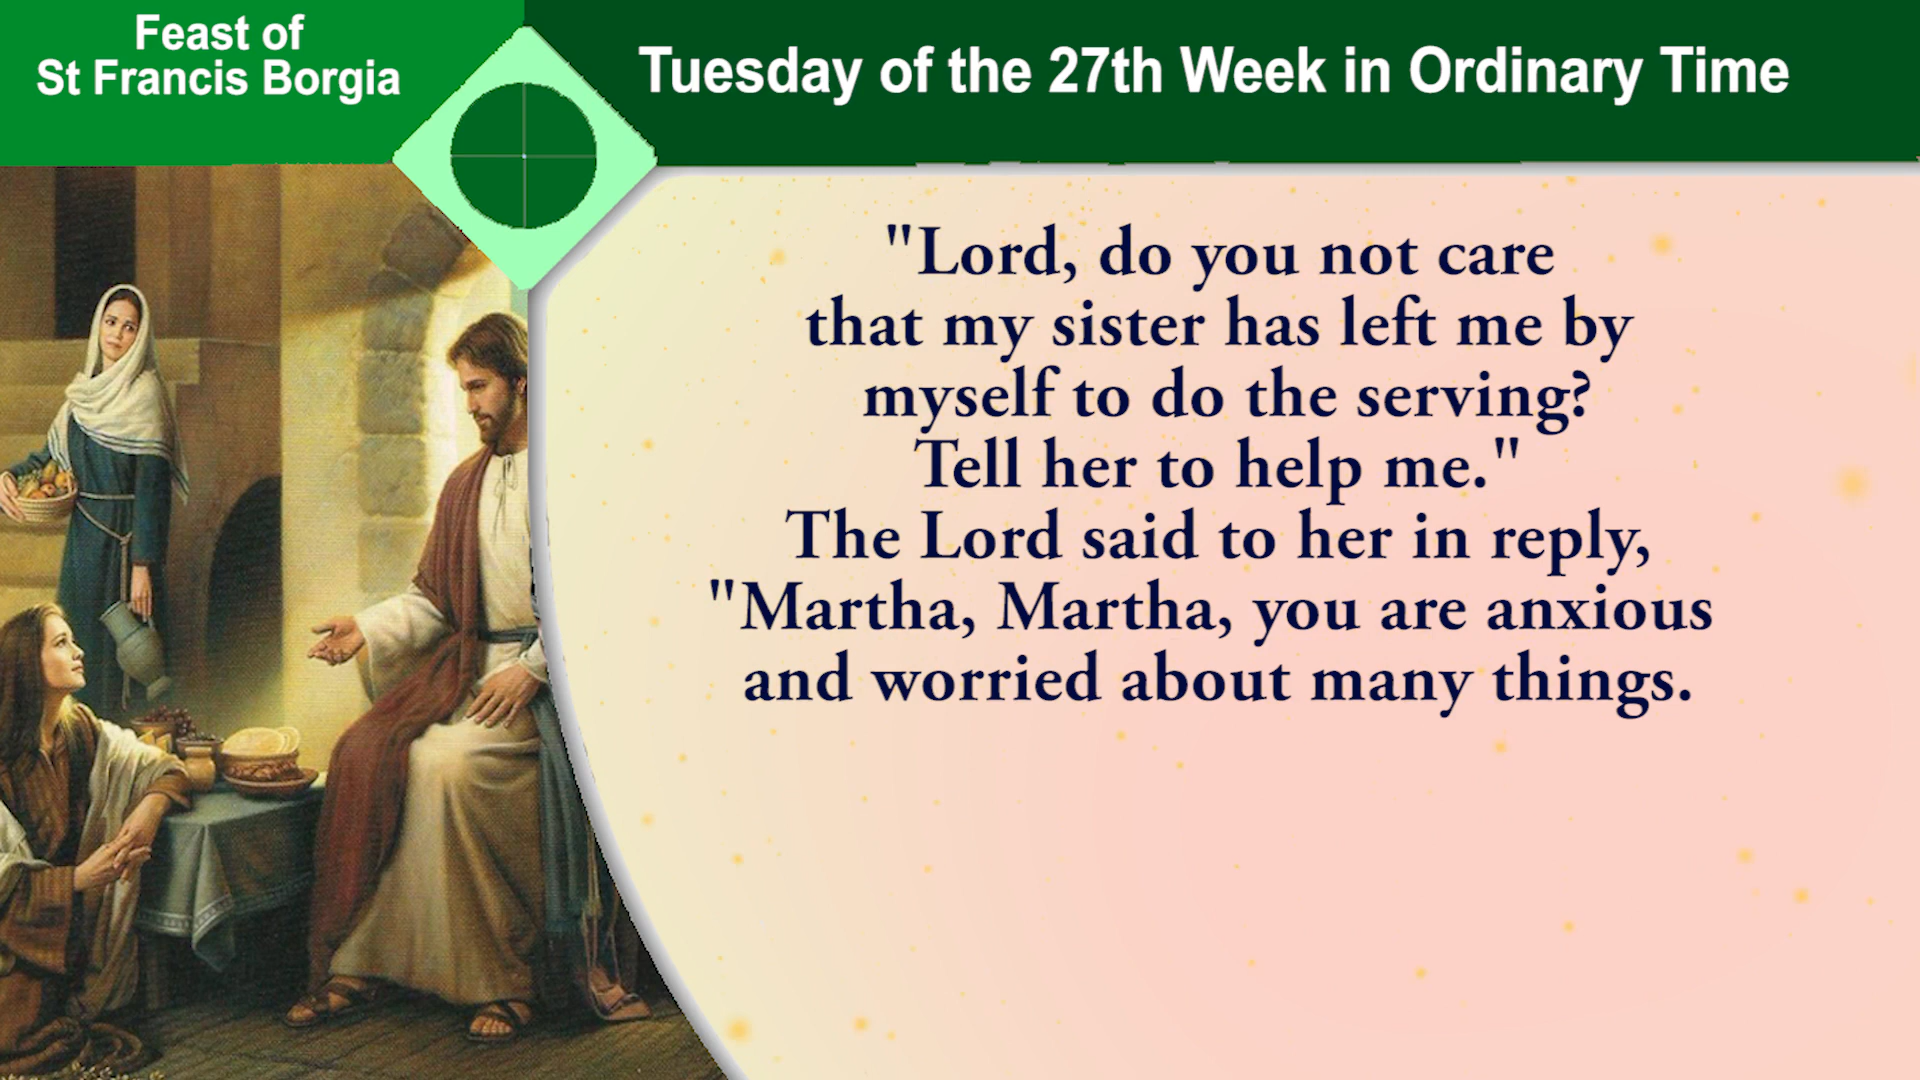 Feast of
St Francis Borgia
Tuesday of the 27th Week in Ordinary Time
"Lord, do you not care
that my sister has left me by
myself to do the serving?
Tell her to help me."
The Lord said to her in reply,
"Martha, Martha, you are anxious
and worried about many things.